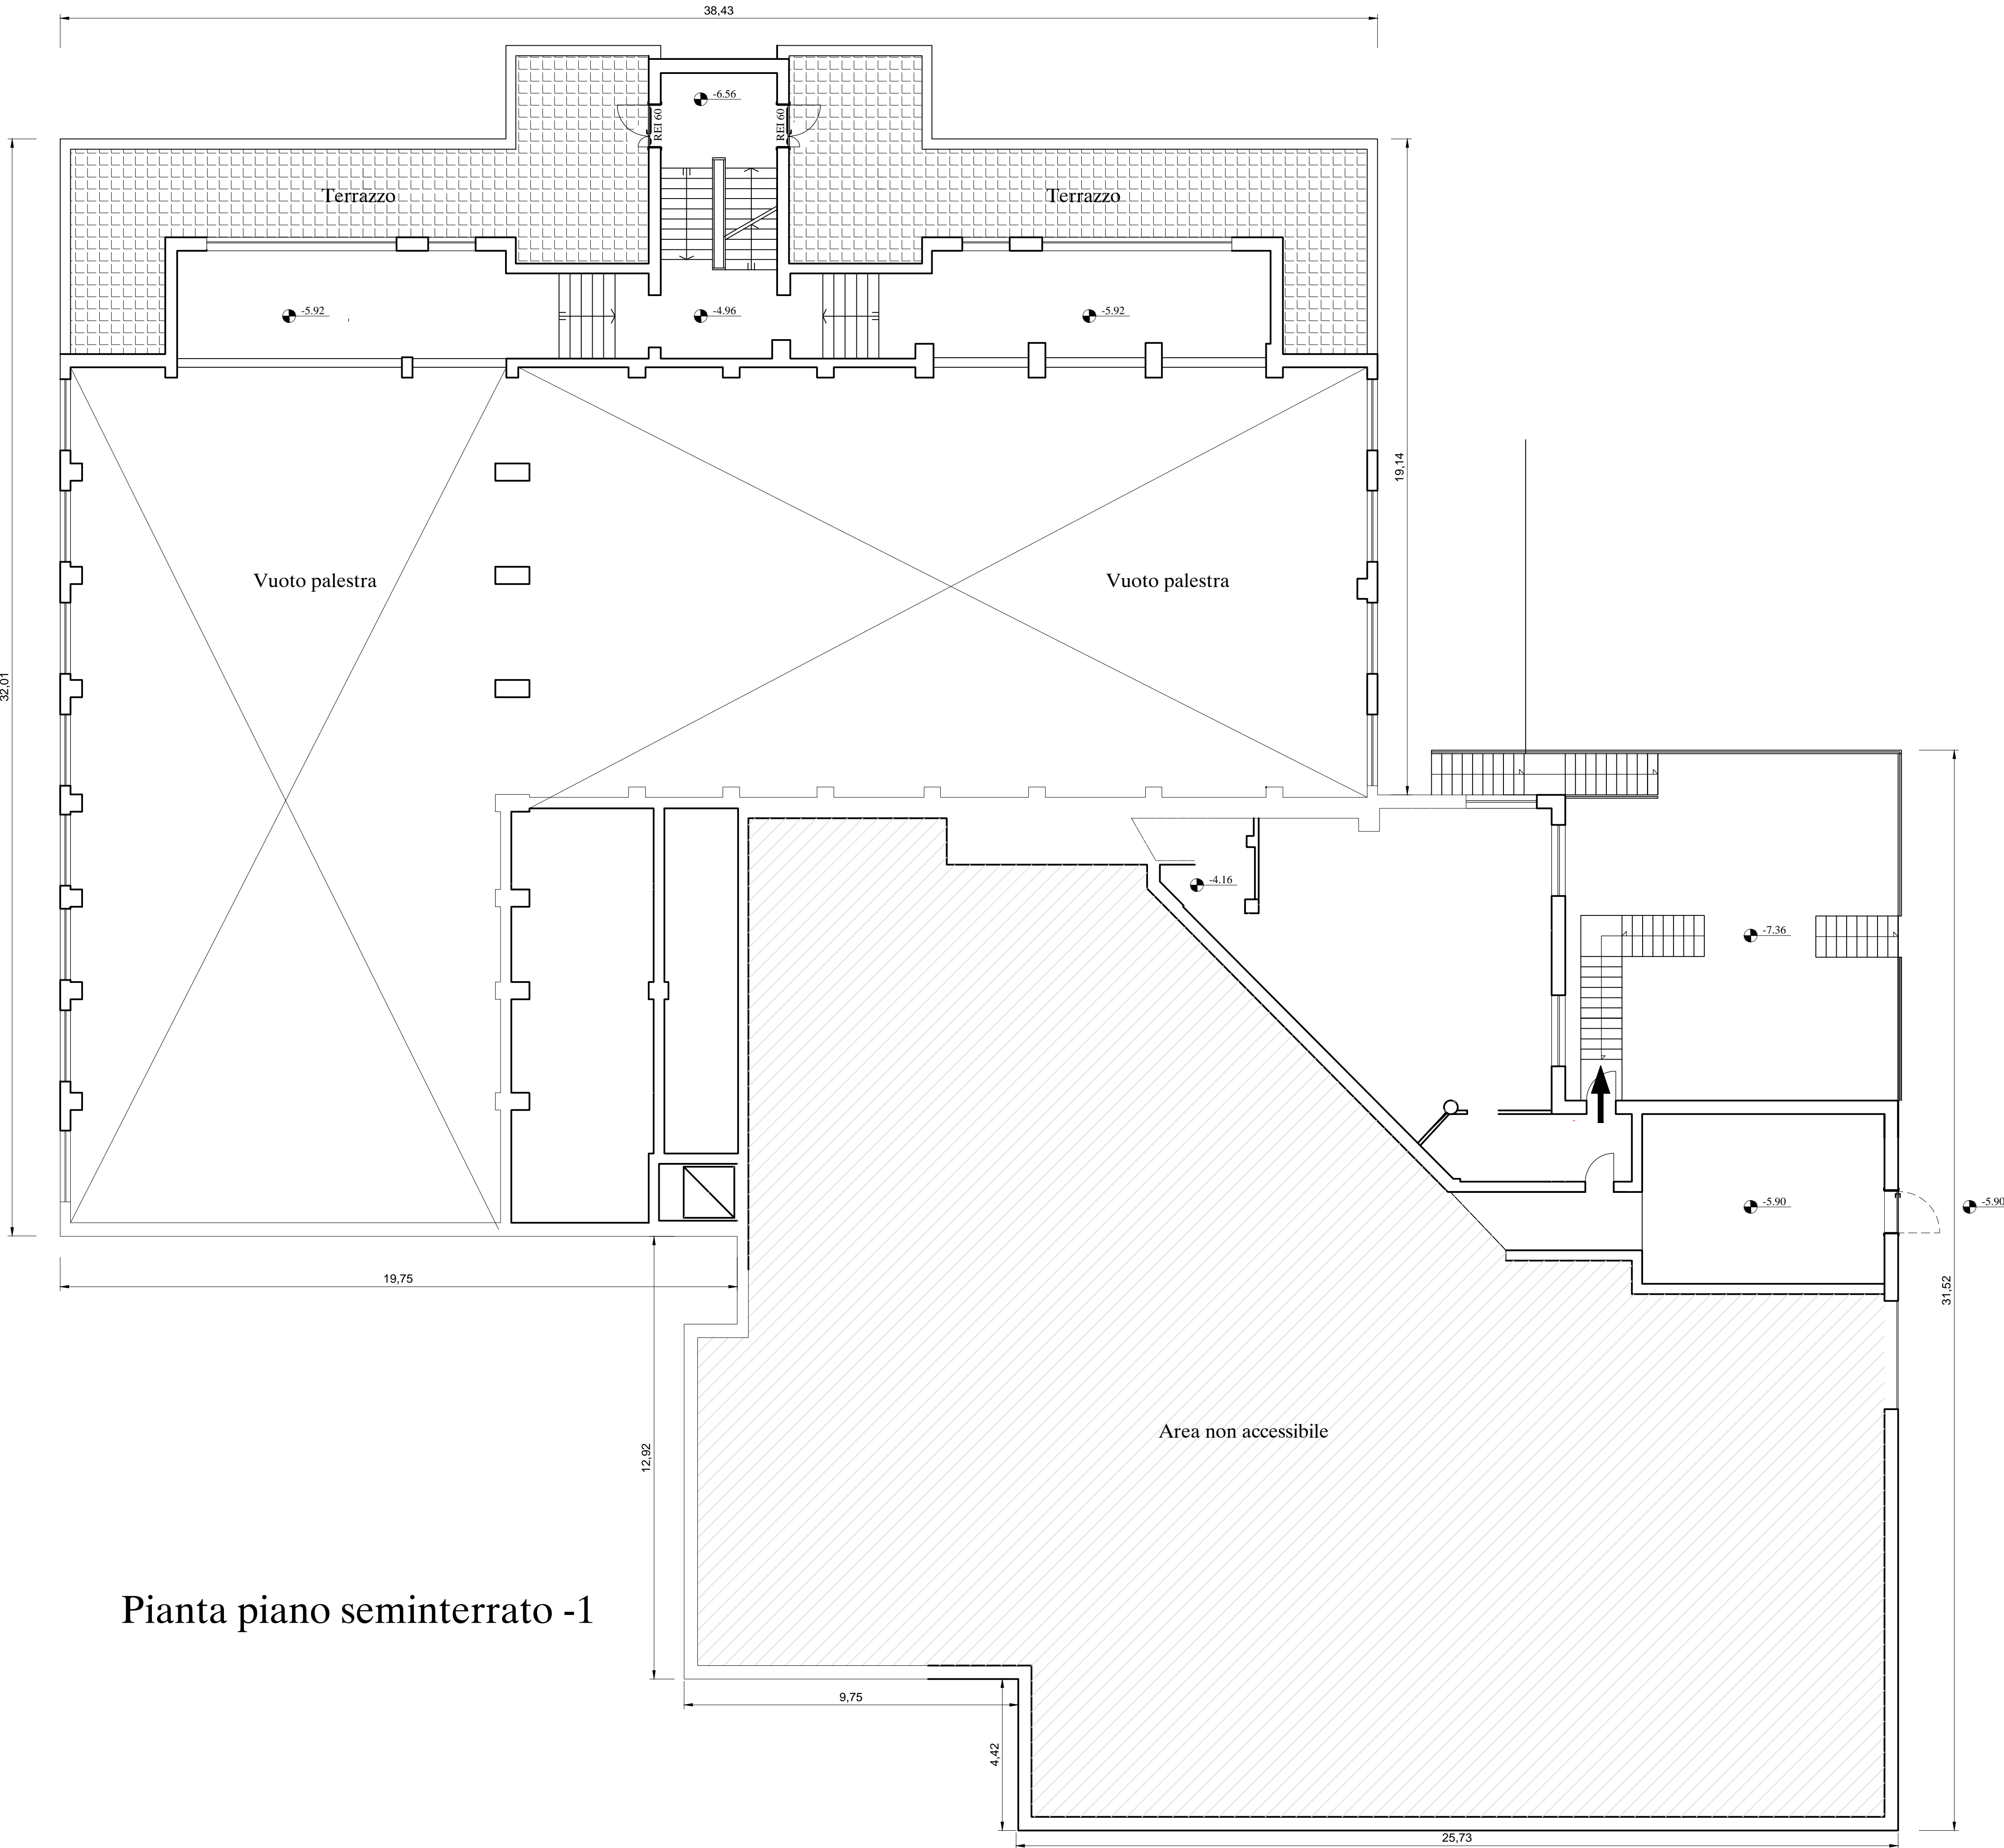 38,43
-6.56
REI 60
REI 60
Terrazzo
Terrazzo
-5.92
-4.96
-5.92
19,14
Vuoto palestra
Vuoto palestra
32,01
-4.16
-7.36
-5.90
-5.90
19,75
31,52
Area non accessibile
12,92
Pianta piano seminterrato -1
9,75
4,42
25,73